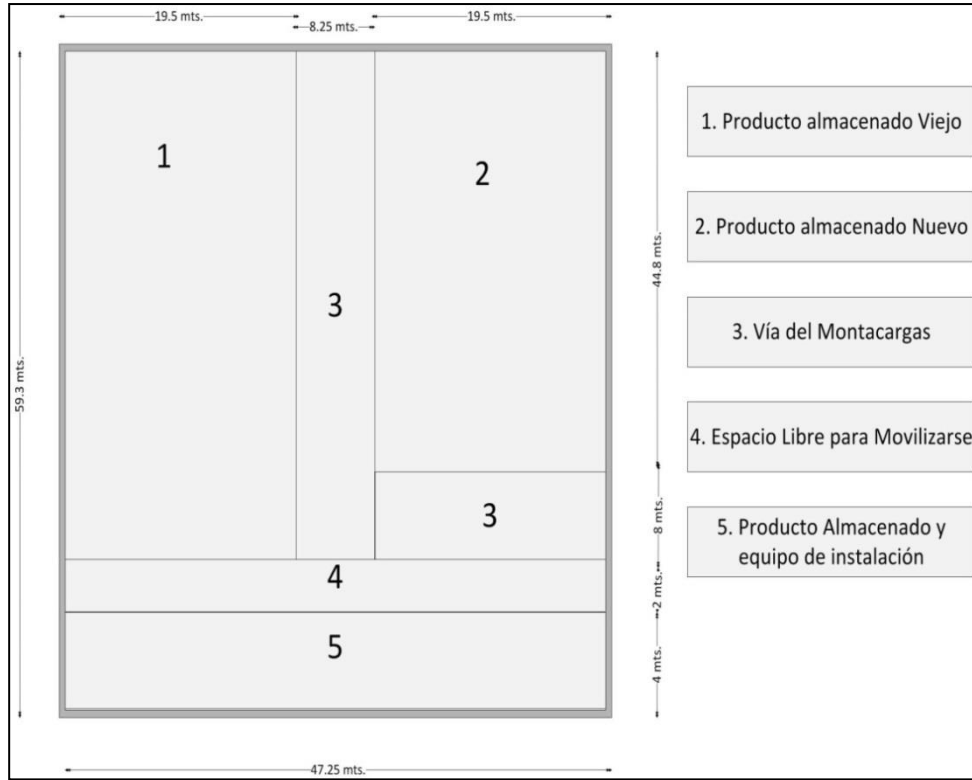 19.5 mts.
8.25 mts.
19.5 mts.
1
2
3
3
4
5
59.3 mts.
44.8 mts.
8 mts.
2 mts.
4 mts.
47.25 mts.
1. Producto almacenado Viejo
2. Producto almacenado Nuevo
3. Vía del Montacargas
4. Espacio Libre para Movilizarse
5. Producto Almacenado y
equipo de instalación